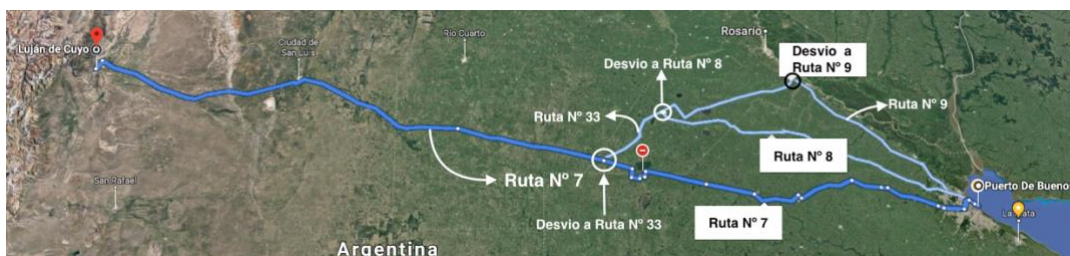 Luján de Cuyo
Ciudad de
San Luis
Río Cuarto
Rosario
Desvio a
Ruta Nº 9
Desvio a Ruta Nº 8
Ruta Nº 33
Ruta Nº 9
Ruta Nº 8
Ruta Nº 7
San Rafael
Puerto De Bueno
Desvio a Ruta Nº 33
Ruta Nº 7
Argentina